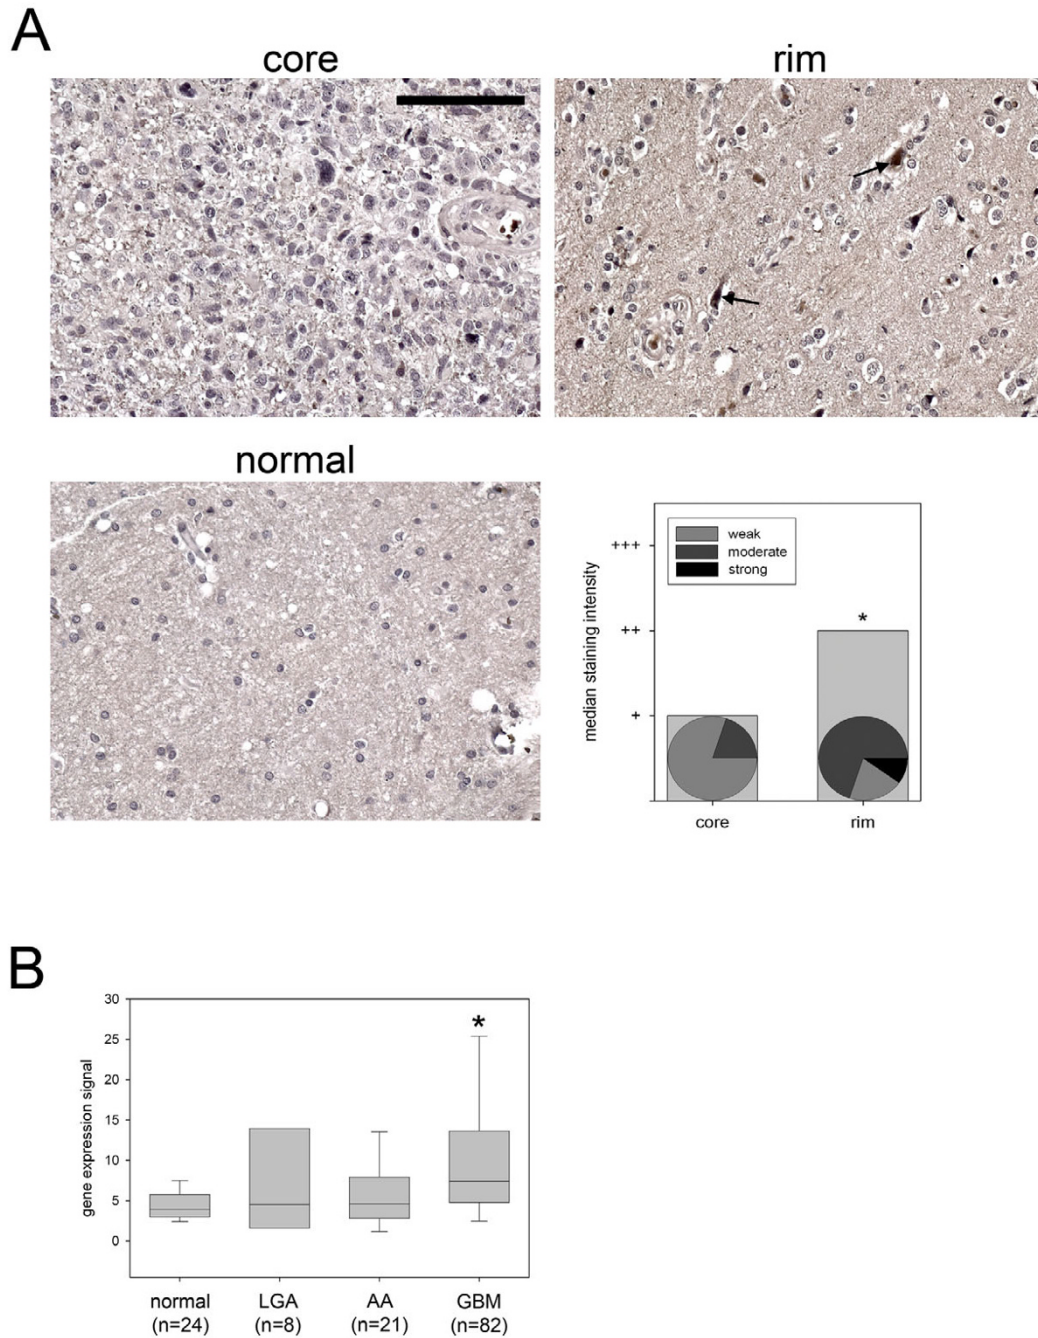 A
core
rim
normal
median staining intensity
+++
++
+
weak
moderate
strong
*
core
rim
B
gene expression signal
30
25
20
15
10
5
0
*
normal
LGA
AA
GBM
(n=24)
(n=8)
(n=21)
(n=82)